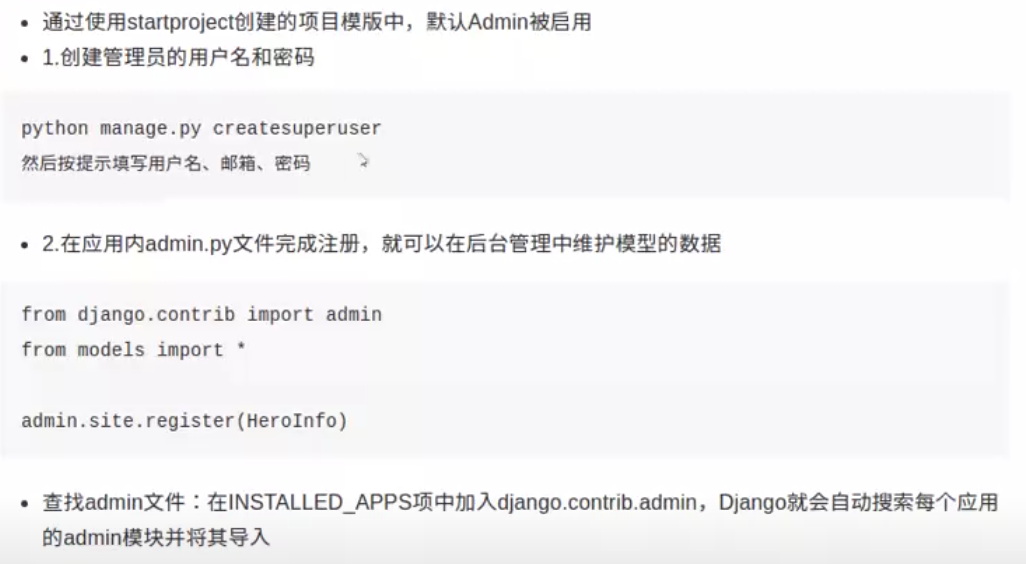 通过使用startproject创建的项目模版中，默认Admin被启用
1.创建管理员的用户名和密码
python manage.py createsuperuser
然后按提示填写用户名、邮箱、密码
2.在应用内admin.py文件完成注册，就可以在后台管理中维护模型的数据
from django.contrib import admin
from models import *
admin.site.register(HeroInfo)
查找admin文件：在INSTALLED_APPS项中加入django.contrib.admin，Django就会自动搜索每个应用
的admin模块并将其导入